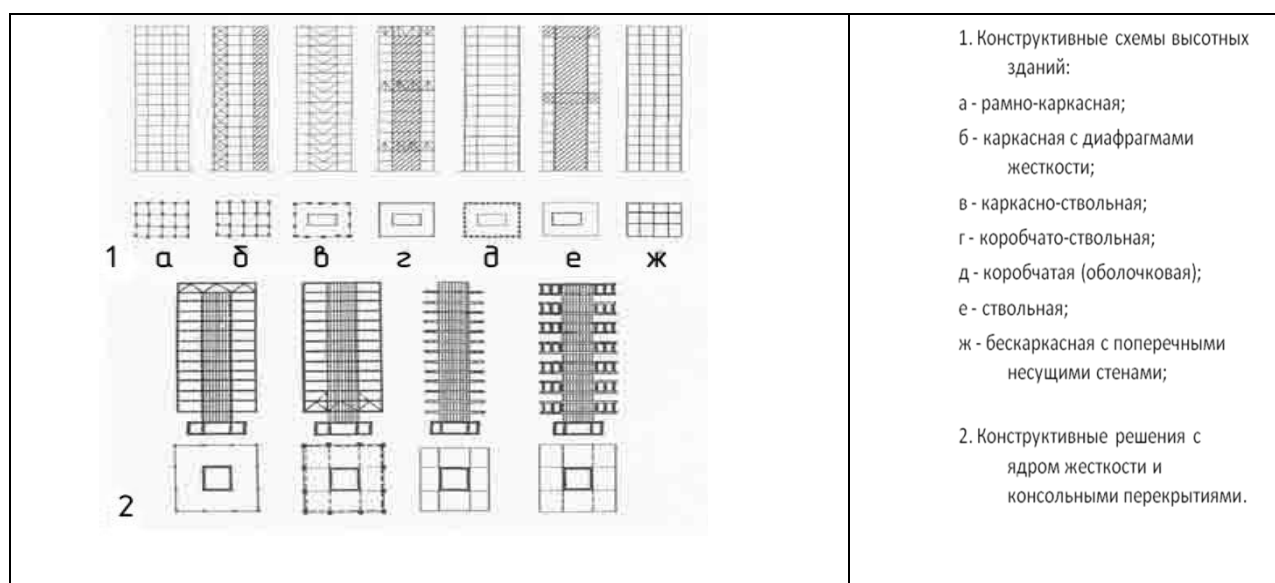 1 а б в г д е ж
2
1. Конструктивные схемы высотных
зданий:
а - рамно-каркасная;
б - каркасная с диафрагмами
жесткости;
в - каркасно-ствольная;
г - коробчато-ствольная;
д - коробчатая (оболочковая);
е - ствольная;
ж - бескаркасная с поперечными
несущими стенами;
2. Конструктивные решения с
ядром жесткости и
консольными перекрытиями.